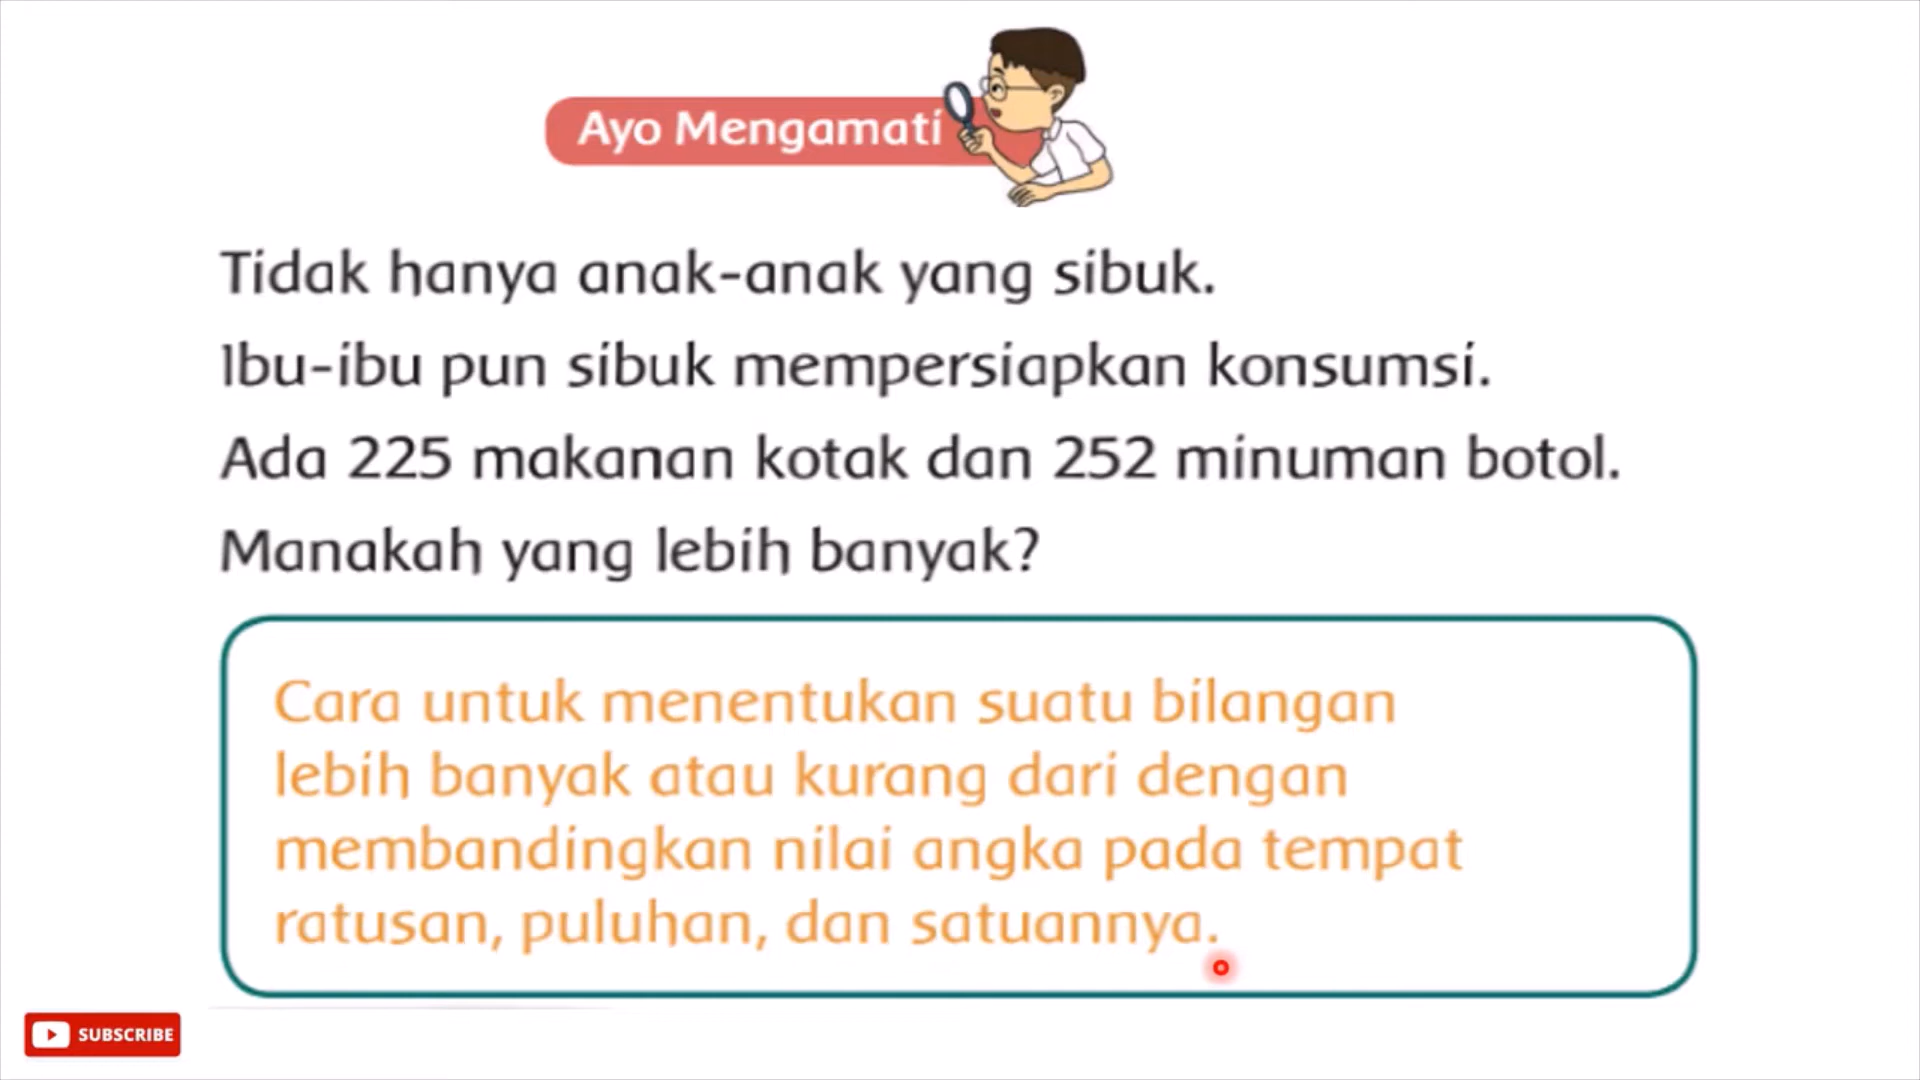 Ayo Mengamati
Tidak hanya anak-anak yang sibuk.
Ibu-ibu pun sibuk mempersiapkan konsumsi.
Ada 225 makanan kotak dan 252 minuman botol.
Manakah yang lebih banyak?
Cara untuk menentukan suatu bilangan
lebih banyak atau kurang dari dengan
membandingkan nilai angka pada tempat
ratusan, puluhan, dan satuannya.
SUBSCRIBE